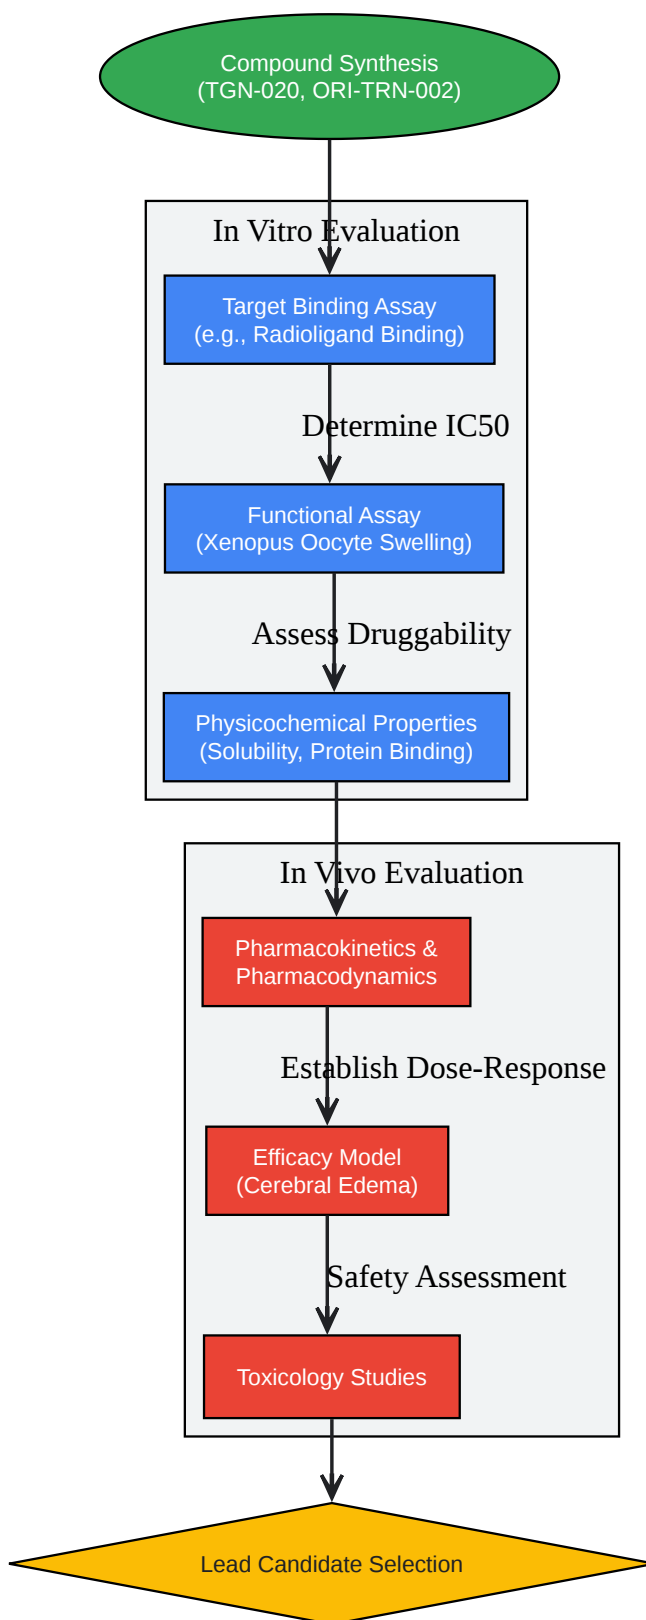 Compound Synthesis
(TGN-020, ORI-TRN-002)
In Vitro Evaluation
Target Binding Assay
(e.g., Radioligand Binding)
Determine IC50
Functional Assay
(Xenopus Oocyte Swelling)
Assess Druggability
Physicochemical Properties
(Solubility, Protein Binding)
In Vivo Evaluation
Pharmacokinetics &
Pharmacodynamics
Establish Dose-Response
Efficacy Model
(Cerebral Edema)
Safety Assessment
Toxicology Studies
Lead Candidate Selection